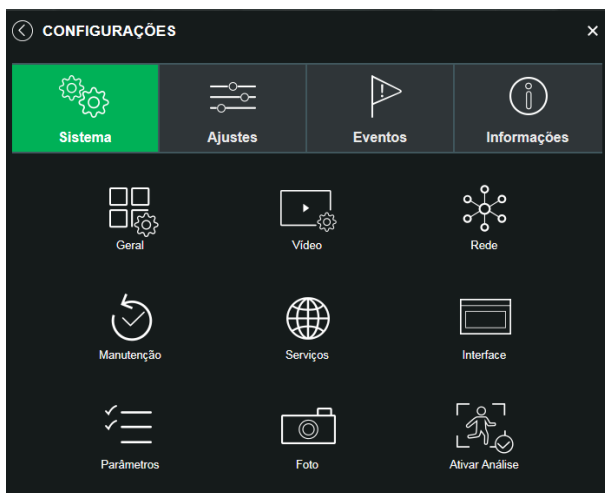 CONFIGURAÇÕES
Sistema Ajustes Eventos Informações
Geral Vídeo Rede
Manutenção Serviços Interface
Parâmetros Foto Ativar Análise